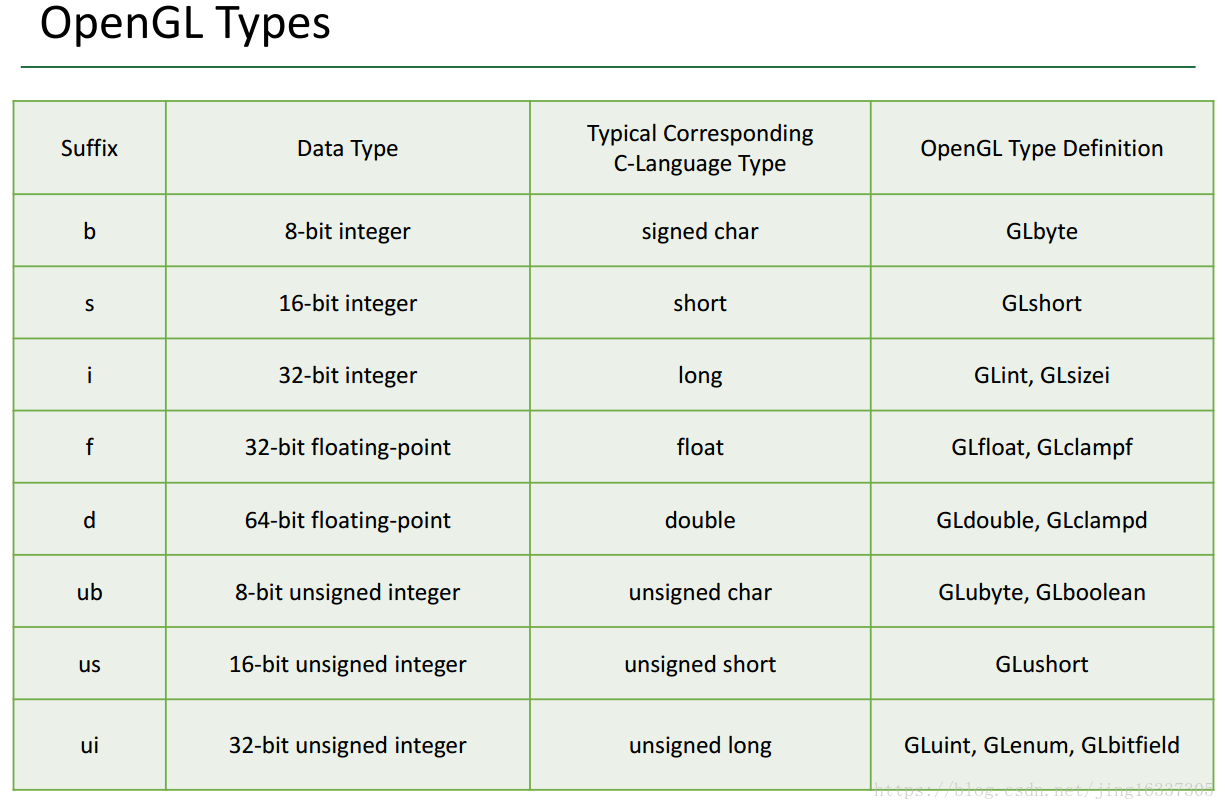 OpenGL Types
Suffix
Data Type
Typical Corresponding
C-Language Type
OpenGL Type Definition
b
8-bit integer
signed char
GLbyte
s
16-bit integer
short
GLshort
i
32-bit integer
long
GLint, GLsizei
f
32-bit floating-point
float
GLfloat, GLclampf
d
64-bit floating-point
double
GLdouble, GLclampd
ub
8-bit unsigned integer
unsigned char
GLubyte, GLboolean
us
16-bit unsigned integer
unsigned short
GLushort
ui
32-bit unsigned integer
unsigned long
GLuint, GLenum, GLbitfield
https://blog.csdn.net/jing16337305